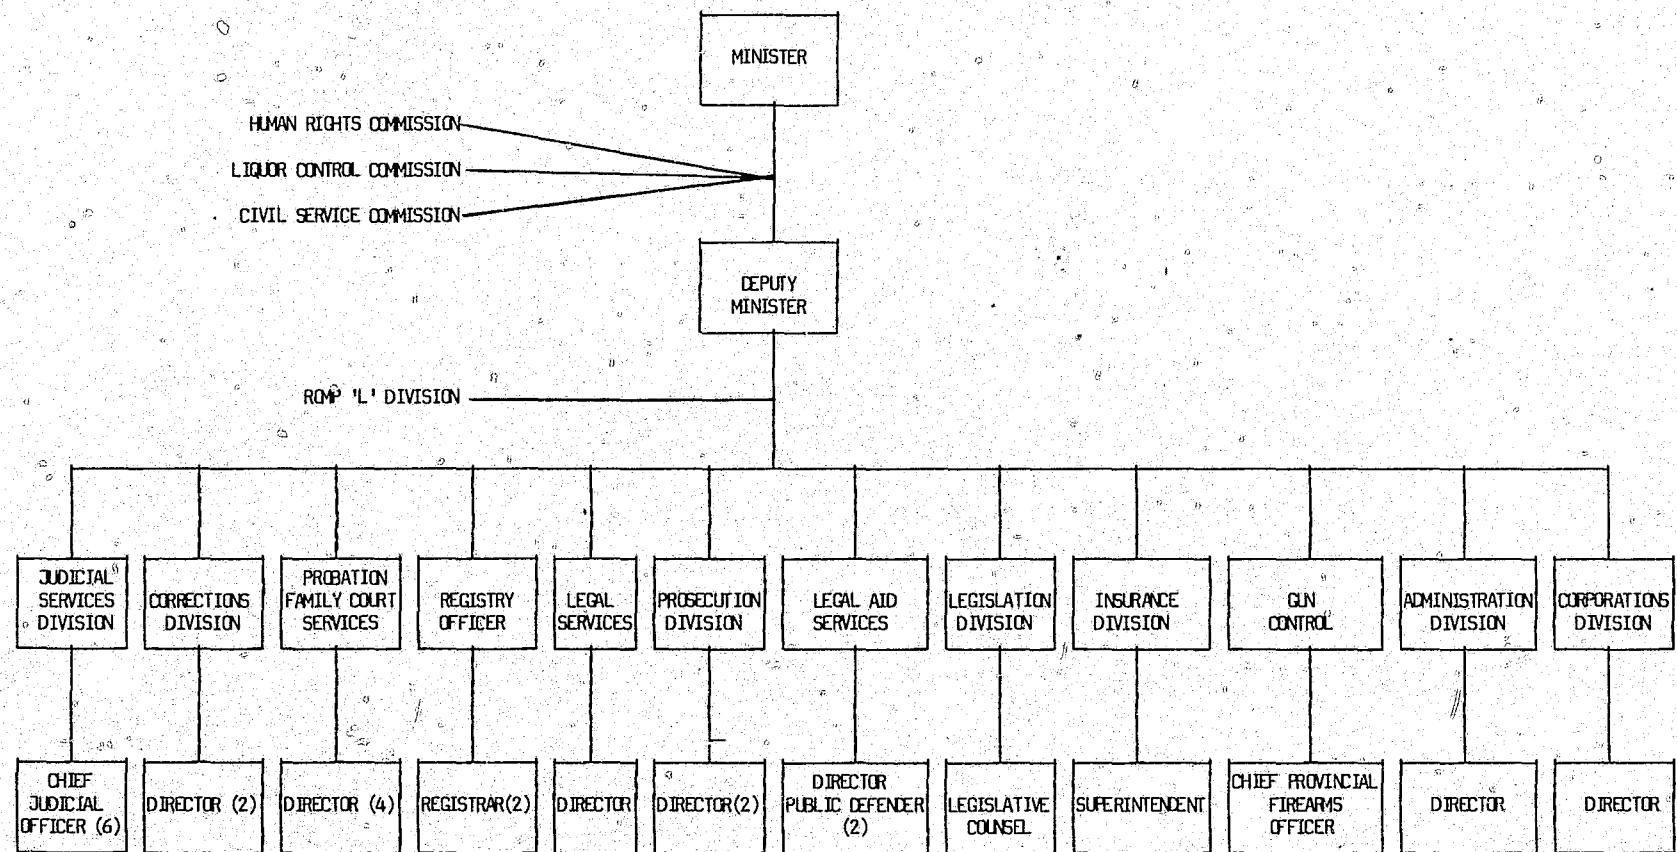 MINISTER
HUMAN RIGHTS COMMISSION
LIQUOR CONTROL COMMISSION
CIVIL SERVICE COMMISSION
DEPUTY
MINISTER
RCMP 'L' DIVISION
JUDICIAL
SERVICES
DIVISION
CORRECTIONS
DIVISION
PROBATION
FAMILY COURT
SERVICES
REGISTRY
OFFICER
LEGAL
SERVICES
PROSECUTION
DIVISION
LEGAL AID
SERVICES
LEGISLATION
DIVISION
INSURANCE
DIVISION
GUN
CONTROL
ADMINISTRATION
DIVISION
CORPORATIONS
DIVISION
CHIEF
JUDICIAL
OFFICER (6)
DIRECTOR (2)
DIRECTOR (4)
REGISTRAR(2)
DIRECTOR
DIRECTOR(2)
DIRECTOR
PUBLIC DEFENDER
(2)
LEGISLATIVE
COUNSEL
SUPERINTENDENT
CHIEF PROVINCIAL
FIREARMS
OFFICER
DIRECTOR
DIRECTOR